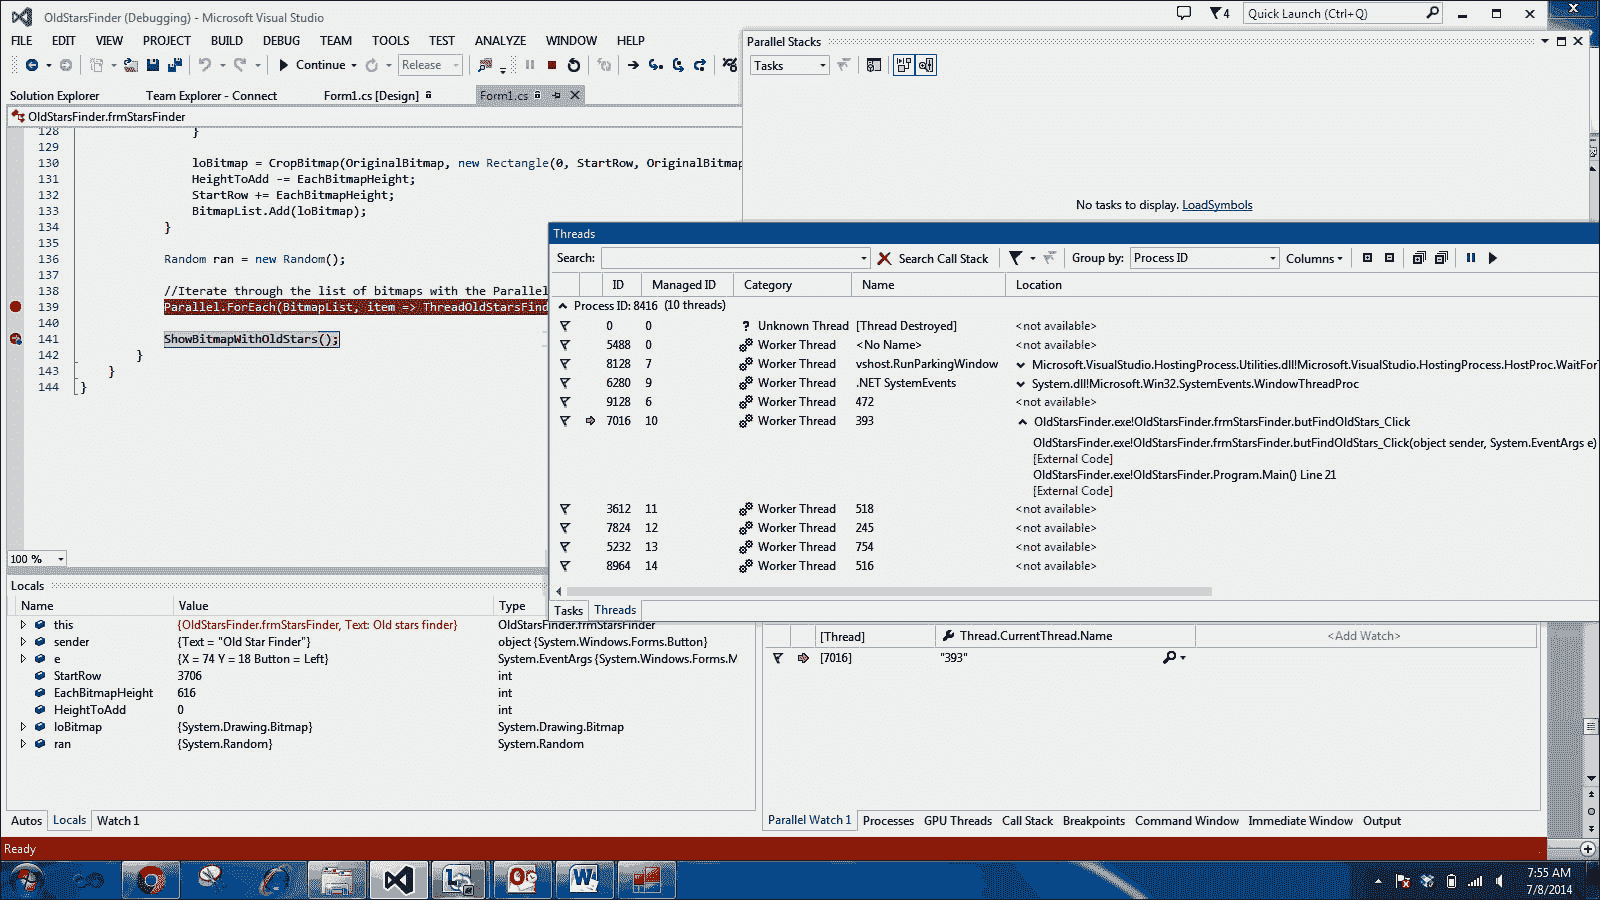 OldStarsFinder (Debugging) - Microsoft Visual Studio
4
Quick Launch (Ctrl+Q)
FILE EDIT VIEW PROJECT BUILD DEBUG TEAM TOOLS TEST ANALYZE WINDOW HELP
Continue
Release
Solution Explorer
Team Explorer - Connect
Form1.cs [Design]
Form1.cs
OldStarsFinder.frmStarsFinder
128 }
129
130 loBitmap = CropBitmap(OriginalBitmap, new Rectangle(0, StartRow, OriginalBitmap
131 HeightToAdd -= EachBitmapHeight;
132 StartRow += EachBitmapHeight;
133 BitmapList.Add(loBitmap);
134 }
135
136 Random ran = new Random();
137
138 //Iterate through the list of bitmaps with the Parallel
139 Parallel.ForEach(BitmapList, item => ThreadOldStarsFind
140
141 ShowBitmapWithOldStars();
142 }
143 }
144 }
100 %
Parallel Stacks
Tasks
No tasks to display. LoadSymbols
Threads
Search:
Search Call Stack
Group by: Process ID
Columns
ID Managed ID Category Name Location
Process ID: 8416 (10 threads)
0 0 ? Unknown Thread [Thread Destroyed] <not available>
5488 0 Worker Thread <No Name> <not available>
8128 7 Worker Thread vshost.RunParkingWindow Microsoft.VisualStudio.HostingProcess.Utilities.dll!Microsoft.VisualStudio.HostingProcess.HostProc.WaitFor
6280 9 Worker Thread .NET SystemEvents System.dll!Microsoft.Win32.SystemEvents.WindowThreadProc
9128 6 Worker Thread 472 <not available>
7016 10 Worker Thread 393 OldStarsFinder.exe!OldStarsFinder.frmStarsFinder.butFindOldStars_Click
OldStarsFinder.exe!OldStarsFinder.frmStarsFinder.butFindOldStars_Click(object sender, System.EventArgs e)
[External Code]
OldStarsFinder.exe!OldStarsFinder.Program.Main() Line 21
[External Code]
3612 11 Worker Thread 518 <not available>
7824 12 Worker Thread 245 <not available>
5232 13 Worker Thread 754 <not available>
8964 14 Worker Thread 516 <not available>
Tasks Threads
Locals
Name Value Type
this {OldStarsFinder.frmStarsFinder, Text: Old stars finder} OldStarsFinder.frmStarsFinder
sender {Text = "Old Star Finder"} object {System.Windows.Forms.Button}
e {X = 74 Y = 18 Button = Left} System.EventArgs {System.Windows.Forms.M
StartRow 3706 int
EachBitmapHeight 616 int
HeightToAdd 0 int
loBitmap {System.Drawing.Bitmap} System.Drawing.Bitmap
ran {System.Random} System.Random
Autos Locals Watch 1
[Thread] Thread.CurrentThread.Name <Add Watch>
[7016] "393"
Parallel Watch 1 Processes GPU Threads Call Stack Breakpoints Command Window Immediate Window Output
Ready
7:55 AM
7/8/2014